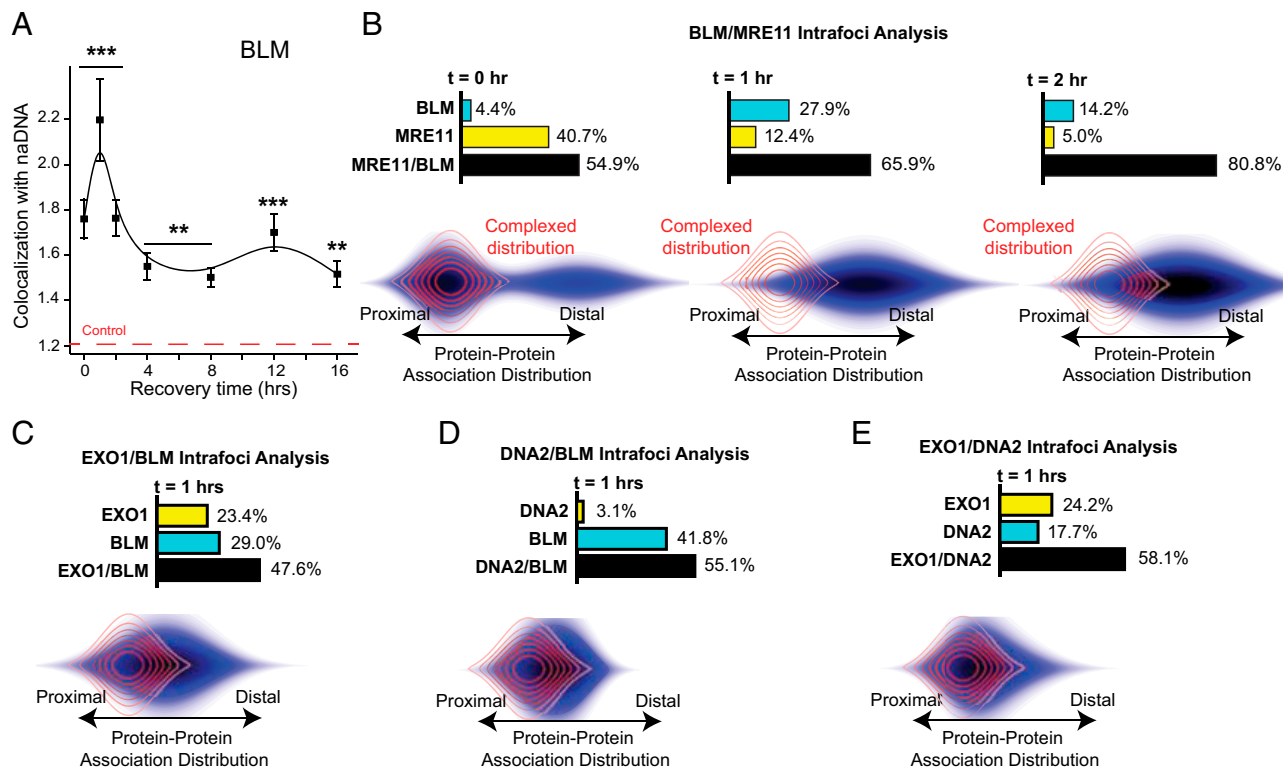 A
BLM
***
**
***
**
Colocalization with naDNA
2.2
2.0
1.8
1.6
1.4
1.2
Control
0
4
8
12
16
Recovery time (hrs)
B
BLM/MRE11 Intrafoci Analysis
t = 0 hr
BLM
4.4%
MRE11
40.7%
MRE11/BLM
54.9%
t = 1 hr
27.9%
12.4%
65.9%
t = 2 hr
14.2%
5.0%
80.8%
Complexed
distribution
Proximal
Distal
Protein-Protein
Association Distribution
Complexed
distribution
Proximal
Distal
Protein-Protein
Association Distribution
Complexed
distribution
Proximal
Distal
Protein-Protein
Association Distribution
C
EXO1/BLM Intrafoci Analysis
t = 1 hrs
EXO1
23.4%
BLM
29.0%
EXO1/BLM
47.6%
Proximal
Distal
Protein-Protein
Association Distribution
D
DNA2/BLM Intrafoci Analysis
t = 1 hrs
DNA2
3.1%
BLM
41.8%
DNA2/BLM
55.1%
Proximal
Distal
Protein-Protein
Association Distribution
E
EXO1/DNA2 Intrafoci Analysis
t = 1 hrs
EXO1
24.2%
DNA2
17.7%
EXO1/DNA2
58.1%
Proximal
Distal
Protein-Protein
Association Distribution